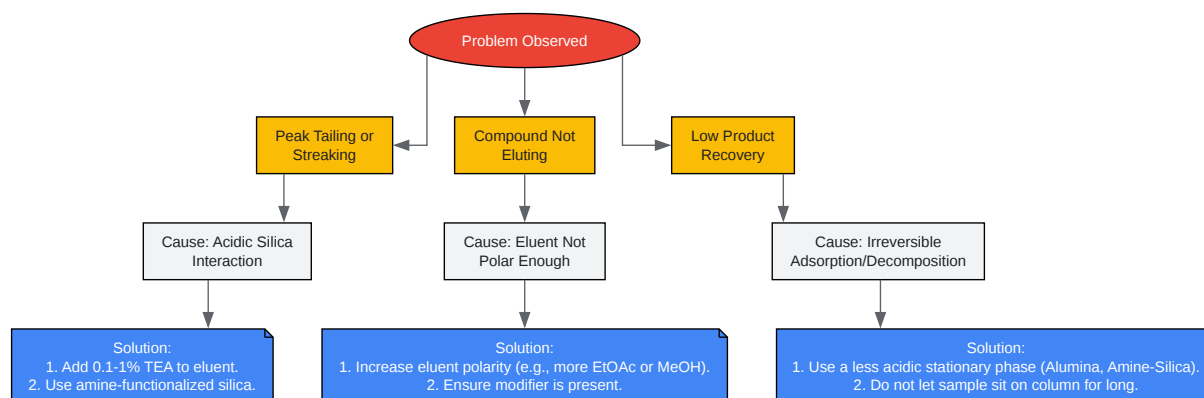 Problem Observed
Peak Tailing or
Streaking
Compound Not
Eluting
Low Product
Recovery
Cause: Acidic Silica
Interaction
Cause: Eluent Not
Polar Enough
Cause: Irreversible
Adsorption/Decomposition
Solution:
1. Add 0.1-1% TEA to eluent.
2. Use amine-functionalized silica.
Solution:
1. Increase eluent polarity (e.g., more EtOAc or MeOH).
2. Ensure modifier is present.
Solution:
1. Use a less acidic stationary phase (Alumina, Amine-Silica).
2. Do not let sample sit on column for long.